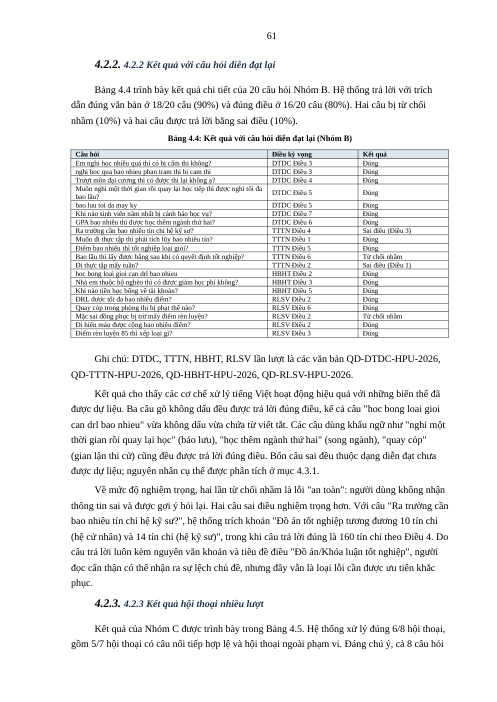 61
4.2.2. 4.2.2 Kết quả với câu hỏi diễn đạt lại
Bảng 4.4 trình bày kết quả chi tiết của 20 câu hỏi Nhóm B. Hệ thống trả lời với trích
dẫn đúng văn bản ở 18/20 câu (90%) và đúng điều ở 16/20 câu (80%). Hai câu bị từ chối
nhầm (10%) và hai câu được trả lời bằng sai điều (10%).
Bảng 4.4: Kết quả với câu hỏi diễn đạt lại (Nhóm B)
Câu hỏi Điều kỳ vọng Kết quả
Em nghỉ học nhiều quá thì có bị cấm thi không? DTDC Điều 3 Đúng
nghi hoc qua bao nhieu phan tram thi bi cam thi DTDC Điều 3 Đúng
Trượt môn đại cương thì có được thi lại không ạ? DTDC Điều 4 Đúng
Muốn nghỉ một thời gian rồi quay lại học tiếp thì được nghỉ tối đa
bao lâu? DTDC Điều 5 Đúng
bao luu toi da may ky DTDC Điều 5 Đúng
Khi nào sinh viên năm nhất bị cảnh báo học vụ? DTDC Điều 7 Đúng
GPA bao nhiêu thì được học thêm ngành thứ hai? DTDC Điều 6 Đúng
Ra trường cần bao nhiêu tín chỉ hệ kỹ sư? TTTN Điều 4 Sai điều (Điều 3)
Muốn đi thực tập thì phải tích lũy bao nhiêu tín? TTTN Điều 1 Đúng
Điểm bao nhiêu thì tốt nghiệp loại giỏi? TTTN Điều 5 Đúng
Bao lâu thì lấy được bằng sau khi có quyết định tốt nghiệp? TTTN Điều 6 Từ chối nhầm
Đi thực tập mấy tuần? TTTN Điều 2 Sai điều (Điều 1)
hoc bong loai gioi can drl bao nhieu HBHT Điều 2 Đúng
Nhà em thuộc hộ nghèo thì có được giảm học phí không? HBHT Điều 3 Đúng
Khi nào tiền học bổng về tài khoản? HBHT Điều 5 Đúng
ĐRL được tối đa bao nhiêu điểm? RLSV Điều 2 Đúng
Quay cóp trong phòng thi bị phạt thế nào? RLSV Điều 6 Đúng
Mặc sai đồng phục bị trừ mấy điểm rèn luyện? RLSV Điều 2 Từ chối nhầm
Đi hiến máu được cộng bao nhiêu điểm? RLSV Điều 2 Đúng
Điểm rèn luyện 85 thì xếp loại gì? RLSV Điều 3 Đúng
Ghi chú: DTDC, TTTN, HBHT, RLSV lần lượt là các văn bản QD-DTDC-HPU-2026,
QD-TTTN-HPU-2026, QD-HBHT-HPU-2026, QD-RLSV-HPU-2026.
Kết quả cho thấy các cơ chế xử lý tiếng Việt hoạt động hiệu quả với những biến thể đã
được dự liệu. Ba câu gõ không dấu đều được trả lời đúng điều, kể cả câu "hoc bong loai gioi
can drl bao nhieu" vừa không dấu vừa chứa từ viết tắt. Các câu dùng khẩu ngữ như "nghỉ một
thời gian rồi quay lại học" (bảo lưu), "học thêm ngành thứ hai" (song ngành), "quay cóp"
(gian lận thi cử) cũng đều được trả lời đúng điều. Bốn câu sai đều thuộc dạng diễn đạt chưa
được dự liệu; nguyên nhân cụ thể được phân tích ở mục 4.3.1.
Về mức độ nghiêm trọng, hai lần từ chối nhầm là lỗi "an toàn": người dùng không nhận
thông tin sai và được gợi ý hỏi lại. Hai câu sai điều nghiêm trọng hơn. Với câu "Ra trường cần
bao nhiêu tín chỉ hệ kỹ sư?", hệ thống trích khoản "Đồ án tốt nghiệp tương đương 10 tín chỉ
(hệ cử nhân) và 14 tín chỉ (hệ kỹ sư)", trong khi câu trả lời đúng là 160 tín chỉ theo Điều 4. Do
câu trả lời luôn kèm nguyên văn khoản và tiêu đề điều "Đồ án/Khóa luận tốt nghiệp", người
đọc cẩn thận có thể nhận ra sự lệch chủ đề, nhưng đây vẫn là loại lỗi cần được ưu tiên khắc
phục.
4.2.3. 4.2.3 Kết quả hội thoại nhiều lượt
Kết quả của Nhóm C được trình bày trong Bảng 4.5. Hệ thống xử lý đúng 6/8 hội thoại,
gồm 5/7 hội thoại có câu nối tiếp hợp lệ và hội thoại ngoài phạm vi. Đáng chú ý, cả 8 câu hỏi